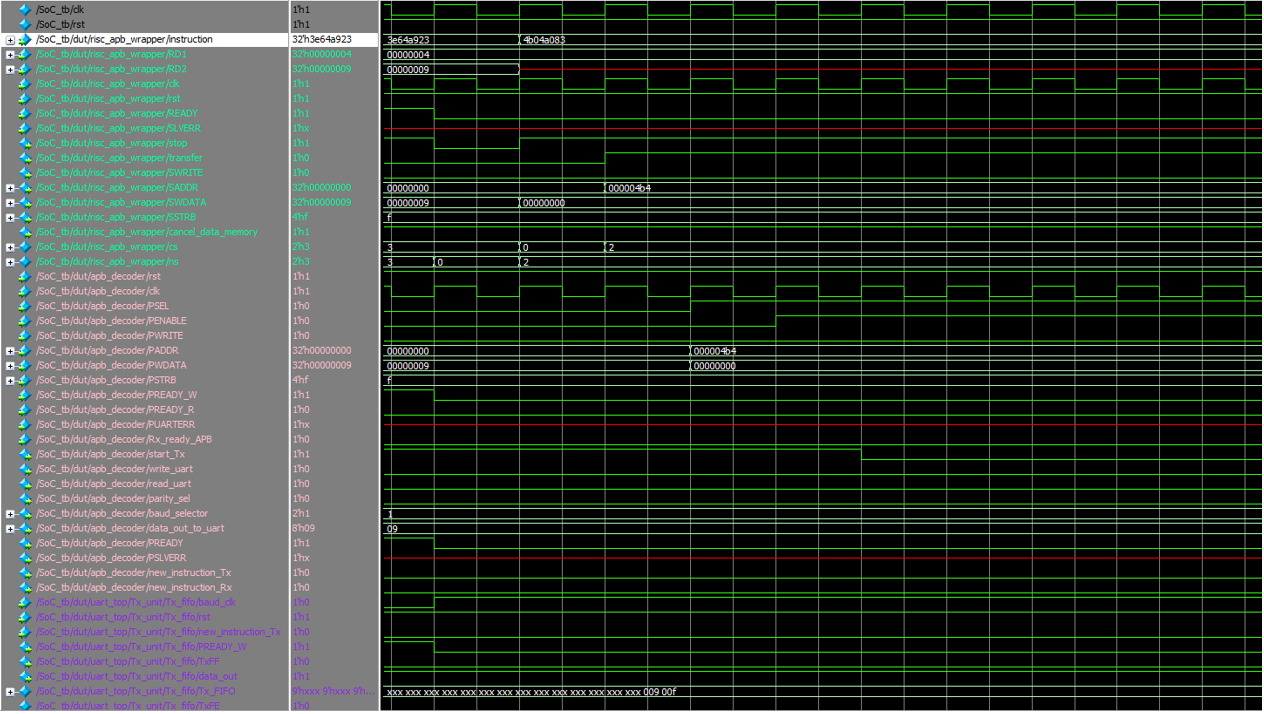 /SoC_tb/clk 1'h1
/SoC_tb/rst 1'h1
/SoC_tb/dut/risc_apb_wrapper/instruction 32'h3e64a923 3e64a923 4b04a083
/SoC_tb/dut/risc_apb_wrapper/RD1 32'h00000004 00000004
/SoC_tb/dut/risc_apb_wrapper/RD2 32'h00000009 00000009
/SoC_tb/dut/risc_apb_wrapper/clk 1'h1
/SoC_tb/dut/risc_apb_wrapper/rst 1'h1
/SoC_tb/dut/risc_apb_wrapper/READY 1'h1
/SoC_tb/dut/risc_apb_wrapper/SLVERR 1'hx
/SoC_tb/dut/risc_apb_wrapper/stop 1'h1
/SoC_tb/dut/risc_apb_wrapper/transfer 1'h0
/SoC_tb/dut/risc_apb_wrapper/SWRITE 1'h0
/SoC_tb/dut/risc_apb_wrapper/SADDR 32'h00000000 00000000 000004b4
/SoC_tb/dut/risc_apb_wrapper/SWDATA 32'h00000009 00000009 00000000
/SoC_tb/dut/risc_apb_wrapper/SSTRB 4'hf f
/SoC_tb/dut/risc_apb_wrapper/cancel_data_memory 1'h1
/SoC_tb/dut/risc_apb_wrapper/cs 2'h3 3 0 2
/SoC_tb/dut/risc_apb_wrapper/ns 2'h3 3 0 2
/SoC_tb/dut/apb_decoder/rst 1'h1
/SoC_tb/dut/apb_decoder/clk 1'h1
/SoC_tb/dut/apb_decoder/PSEL 1'h0
/SoC_tb/dut/apb_decoder/PENABLE 1'h0
/SoC_tb/dut/apb_decoder/PWRITE 1'h0
/SoC_tb/dut/apb_decoder/PADDR 32'h00000000 00000000 000004b4
/SoC_tb/dut/apb_decoder/PWDATA 32'h00000009 00000009 00000000
/SoC_tb/dut/apb_decoder/PSTRB 4'hf f
/SoC_tb/dut/apb_decoder/PREADY_W 1'h1
/SoC_tb/dut/apb_decoder/PREADY_R 1'h0
/SoC_tb/dut/apb_decoder/PUARTERR 1'hx
/SoC_tb/dut/apb_decoder/Rx_ready_APB 1'h0
/SoC_tb/dut/apb_decoder/start_Tx 1'h1
/SoC_tb/dut/apb_decoder/write_uart 1'h0
/SoC_tb/dut/apb_decoder/read_uart 1'h0
/SoC_tb/dut/apb_decoder/parity_sel 1'h0
/SoC_tb/dut/apb_decoder/baud_selector 2'h1 1
/SoC_tb/dut/apb_decoder/data_out_to_uart 8'h09 09
/SoC_tb/dut/apb_decoder/PREADY 1'h1
/SoC_tb/dut/apb_decoder/PSLVERR 1'hx
/SoC_tb/dut/apb_decoder/new_instruction_Tx 1'h0
/SoC_tb/dut/apb_decoder/new_instruction_Rx 1'h0
/SoC_tb/dut/uart_top/Tx_unit/Tx_fifo/baud_clk 1'h0
/SoC_tb/dut/uart_top/Tx_unit/Tx_fifo/rst 1'h1
/SoC_tb/dut/uart_top/Tx_unit/Tx_fifo/new_instruction_Tx 1'h0
/SoC_tb/dut/uart_top/Tx_unit/Tx_fifo/PREADY_W 1'h1
/SoC_tb/dut/uart_top/Tx_unit/Tx_fifo/TxFF 1'h0
/SoC_tb/dut/uart_top/Tx_unit/Tx_fifo/data_out 1'h1
/SoC_tb/dut/uart_top/Tx_unit/Tx_fifo/Tx_FIFO 9'hxxx 9'hxxx 9'h... xxx xxx xxx xxx xxx xxx xxx xxx xxx xxx xxx xxx xxx xxx 009 00f
/SoC_tb/dut/uart_top/Tx_unit/Tx_fifo/TxFE 1'h0